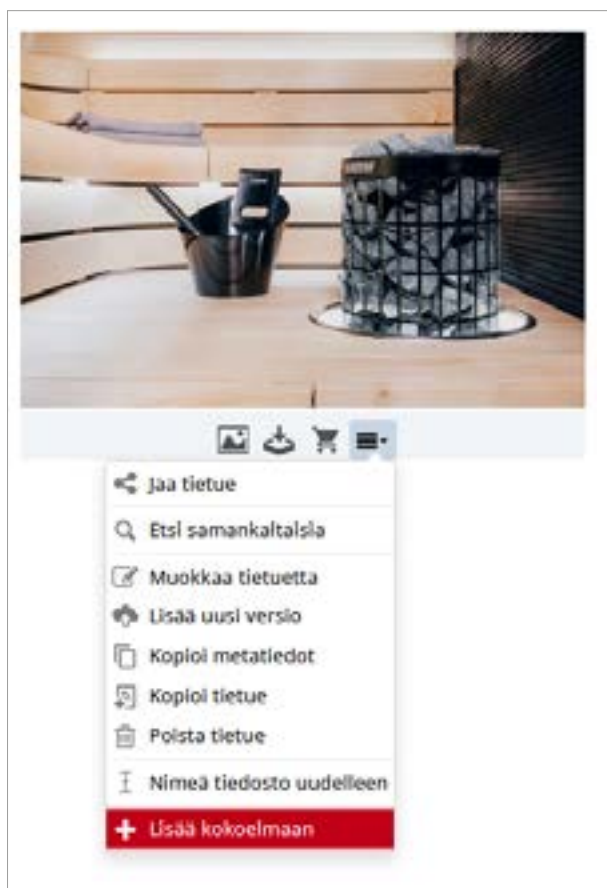 Jaa tietue
Etsi samankaltaisia
Muokkaa tietuetta
Lisää uusi versio
Kopioi metatiedot
Kopioi tietue
Poista tietue
Nimeä tiedosto uudelleen
Lisää kokoelmaan